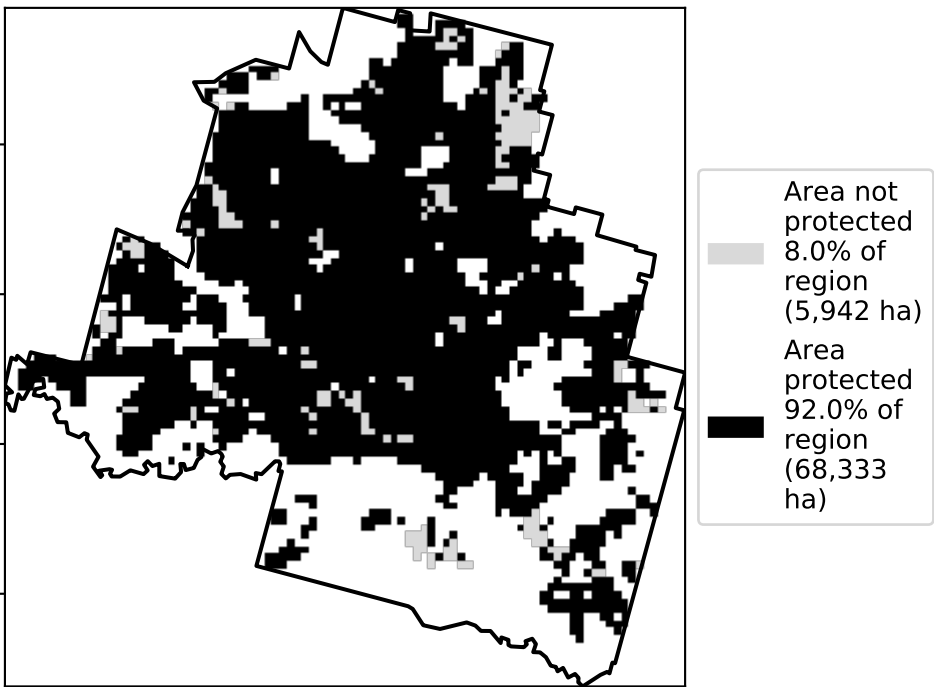 Area not
protected
8.0% of
region
(5,942 ha)
Area
protected
92.0% of
region
(68,333
ha)